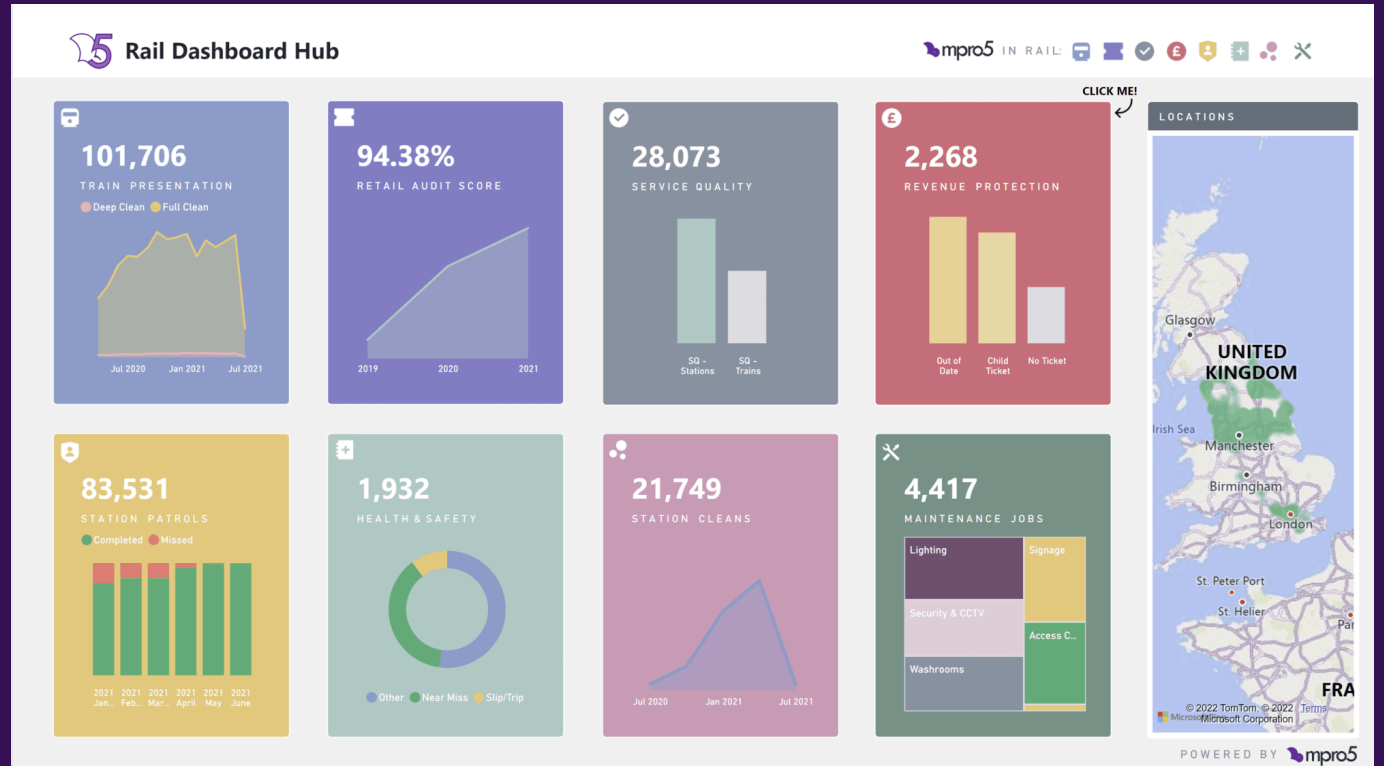 5 Rail Dashboard Hub
mpro5 IN RAIL: £
CLICK ME!
£
101,706
TRAIN PRESENTATION
Deep Clean Full Clean
Jul 2020 Jan 2021 Jul 2021
94.38%
RETAIL AUDIT SCORE
2019 2020 2021
28,073
SERVICE QUALITY
SQ -
Stations
SQ -
Trains
2,268
REVENUE PROTECTION
Out of
Date
Child
Ticket
No Ticket
LOCATIONS
Glasgow
UNITED
KINGDOM
Irish Sea
Manchester
Birmingham
London
St. Peter Port
St. Helier
Par
FRA
© 2022 TomTom, © 2022 Terms
Microsoft Corporation
83,531
STATION PATROLS
Completed Missed
2021
Jan...
2021
Feb...
2021
Mar...
2021
April
2021
May
2021
June
1,932
HEALTH & SAFETY
Other Near Miss Slip/Trip
21,749
STATION CLEANS
Jul 2020 Jan 2021 Jul 2021
4,417
MAINTENANCE JOBS
Lighting
Signage
Security & CCTV
Access C...
Washrooms
POWERED BY mpro5